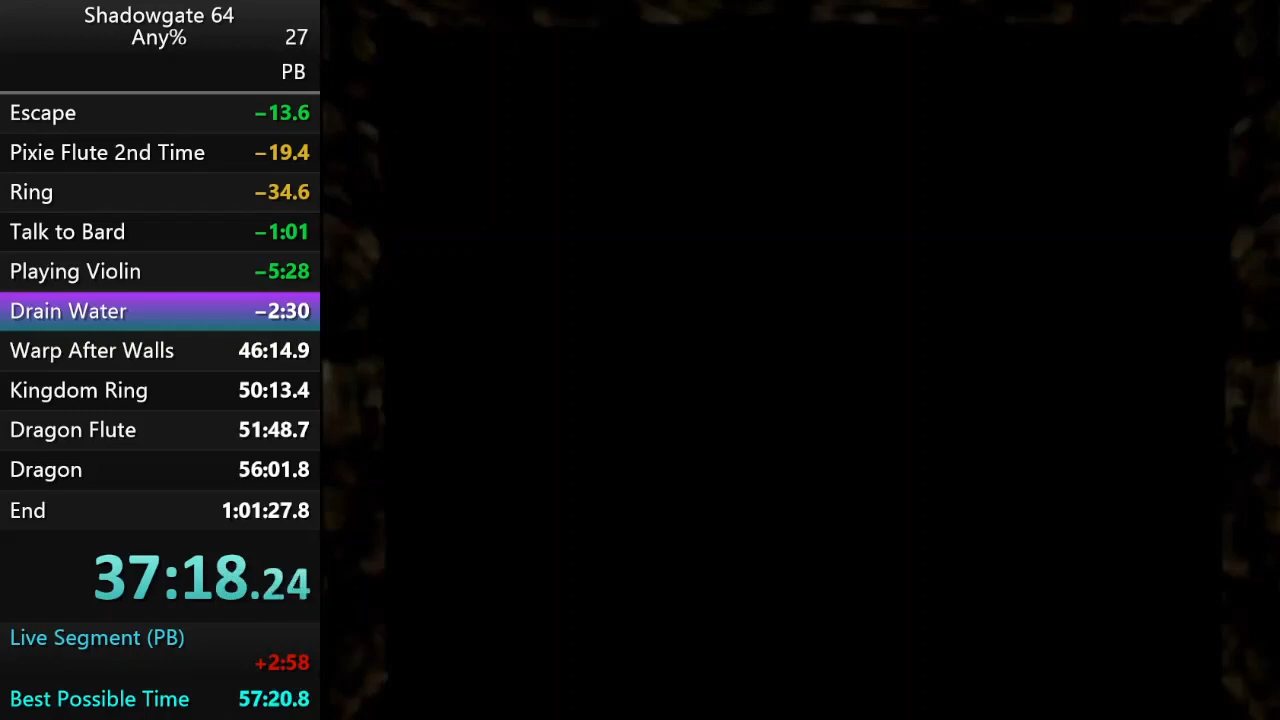 Shadowgate 64
Any% 27
PB
Escape −13.6
Pixie Flute 2nd Time −19.4
Ring −34.6
Talk to Bard −1:01
Playing Violin −5:28
Drain Water −2:30
Warp After Walls 46:14.9
Kingdom Ring 50:13.4
Dragon Flute 51:48.7
Dragon 56:01.8
End 1:01:27.8
37:18.24
Live Segment (PB)
+2:58
Best Possible Time 57:20.8